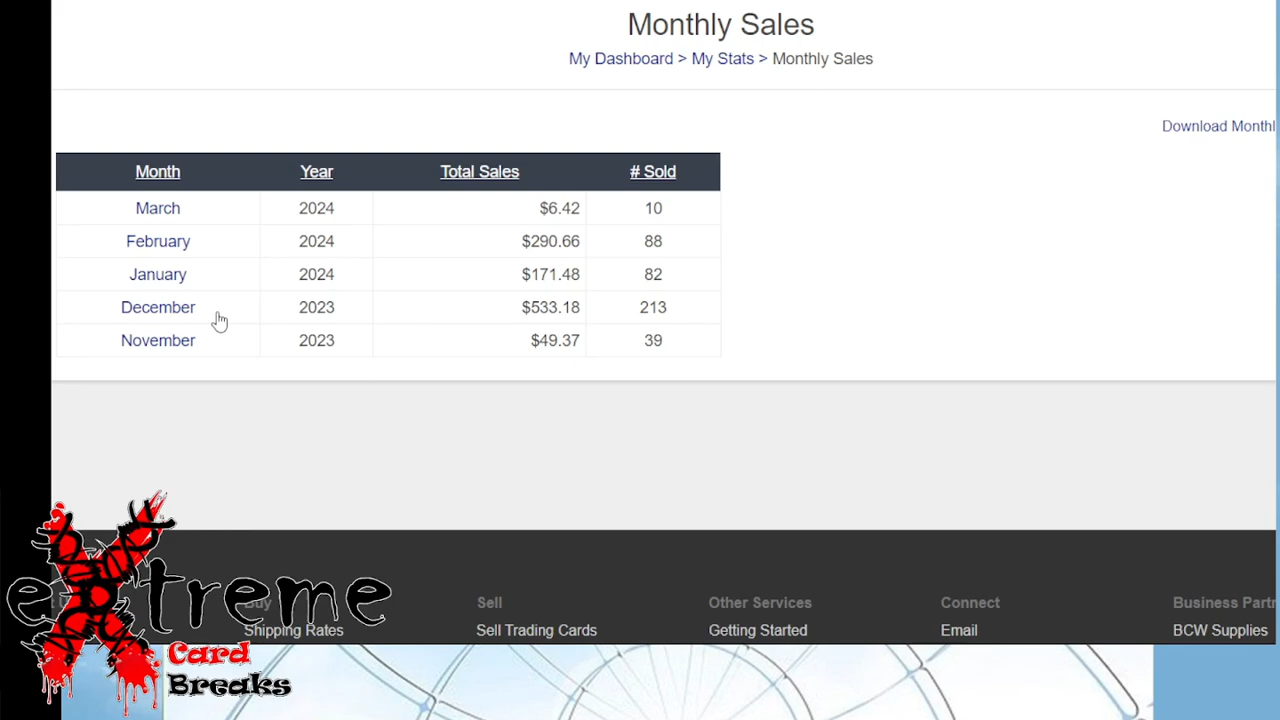 Monthly Sales
My Dashboard > My Stats > Monthly Sales
Download Monthl
Month Year Total Sales # Sold
March 2024 $6.42 10
February 2024 $290.66 88
January 2024 $171.48 82
December 2023 $533.18 213
November 2023 $49.37 39
Buy Sell Other Services Connect Business Partn
Shipping Rates Sell Trading Cards Getting Started Email BCW Supplies
eXtreme
Card
Breaks